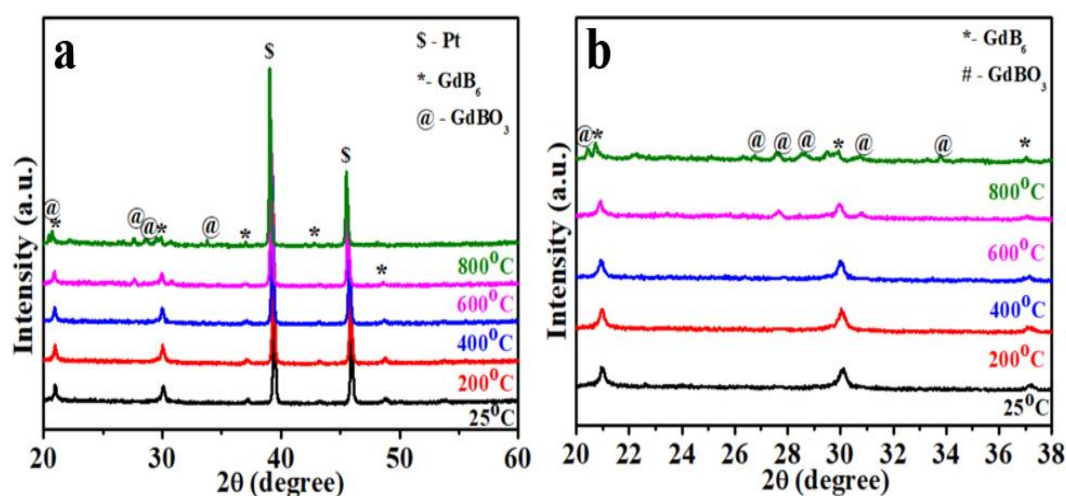 a
$ - Pt
*- GdB₆
@ - GdBO₃
$
$
@
*
@
@
*
@
*
*
*
800⁰C
600⁰C
400⁰C
200⁰C
25⁰C
Intensity (a.u.)
20 30 40 50 60
2θ (degree)
b
*- GdB₆
# - GdBO₃
@
*
@
@
@
*
@
@
*
800⁰C
600⁰C
400⁰C
200⁰C
25⁰C
Intensity (a.u.)
20 22 24 26 28 30 32 34 36 38
2θ (degree)